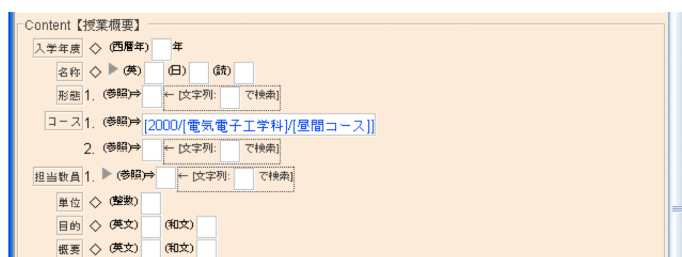 Content【授業概要】
入学年度 ◇ (西暦年) 年
名称 ◇ ▶ (英) (日) (読)
形態 1. (参照)⇒ ← [文字列: で検索]
コース 1. (参照)⇒ [2000/[電気電子工学科]/[昼間コース]]
2. (参照)⇒ ← [文字列: で検索]
担当教員 1. ▶ (参照)⇒ ← [文字列: で検索]
単位 ◇ (整数)
目的 ◇ (英文) (和文)
概要 ◇ (英文) (和文)